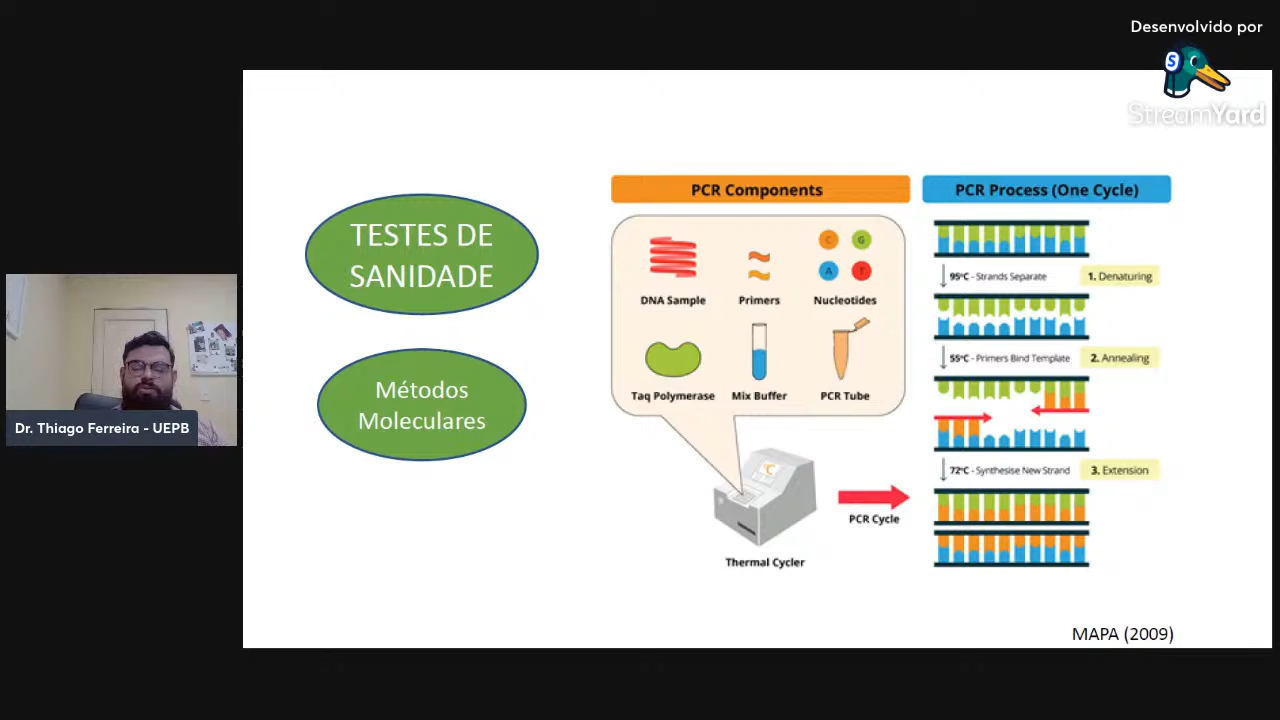 Desenvolvido por
StreamYard
TESTES DE
SANIDADE
Métodos
Moleculares
Dr. Thiago Ferreira - UEPB
PCR Components
DNA Sample
Primers
C
G
A
T
Nucleotides
Taq Polymerase
Mix Buffer
PCR Tube
°C
Thermal Cycler
PCR Cycle
PCR Process (One Cycle)
95°C - Strands Separate
1. Denaturing
55°C - Primers Bind Template
2. Annealing
72°C - Synthesise New Strand
3. Extension
MAPA (2009)